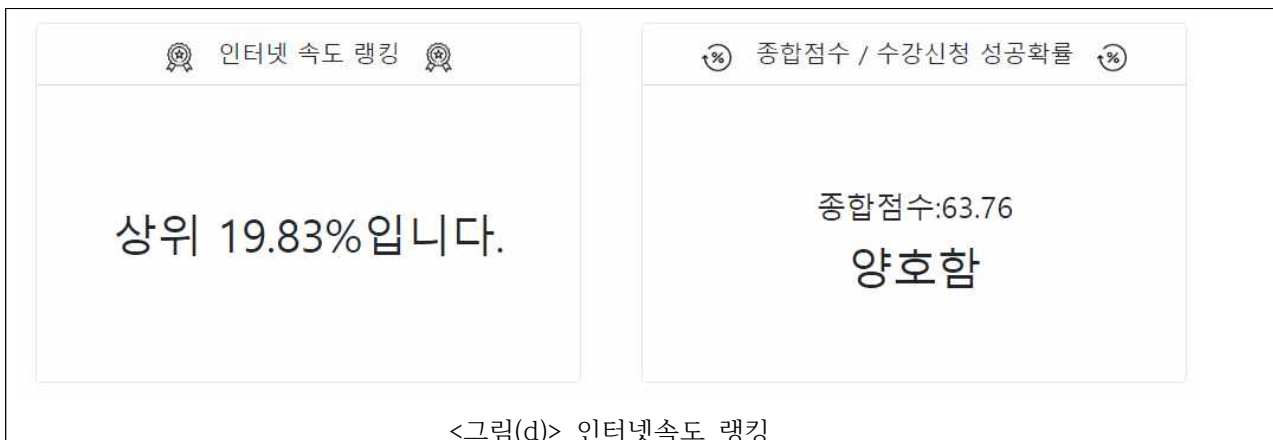 인터넷 속도 랭킹
상위 19.83%입니다.
종합점수 / 수강신청 성공확률
종합점수:63.76
양호함
<그림(d)> 인터넷속도 랭킹